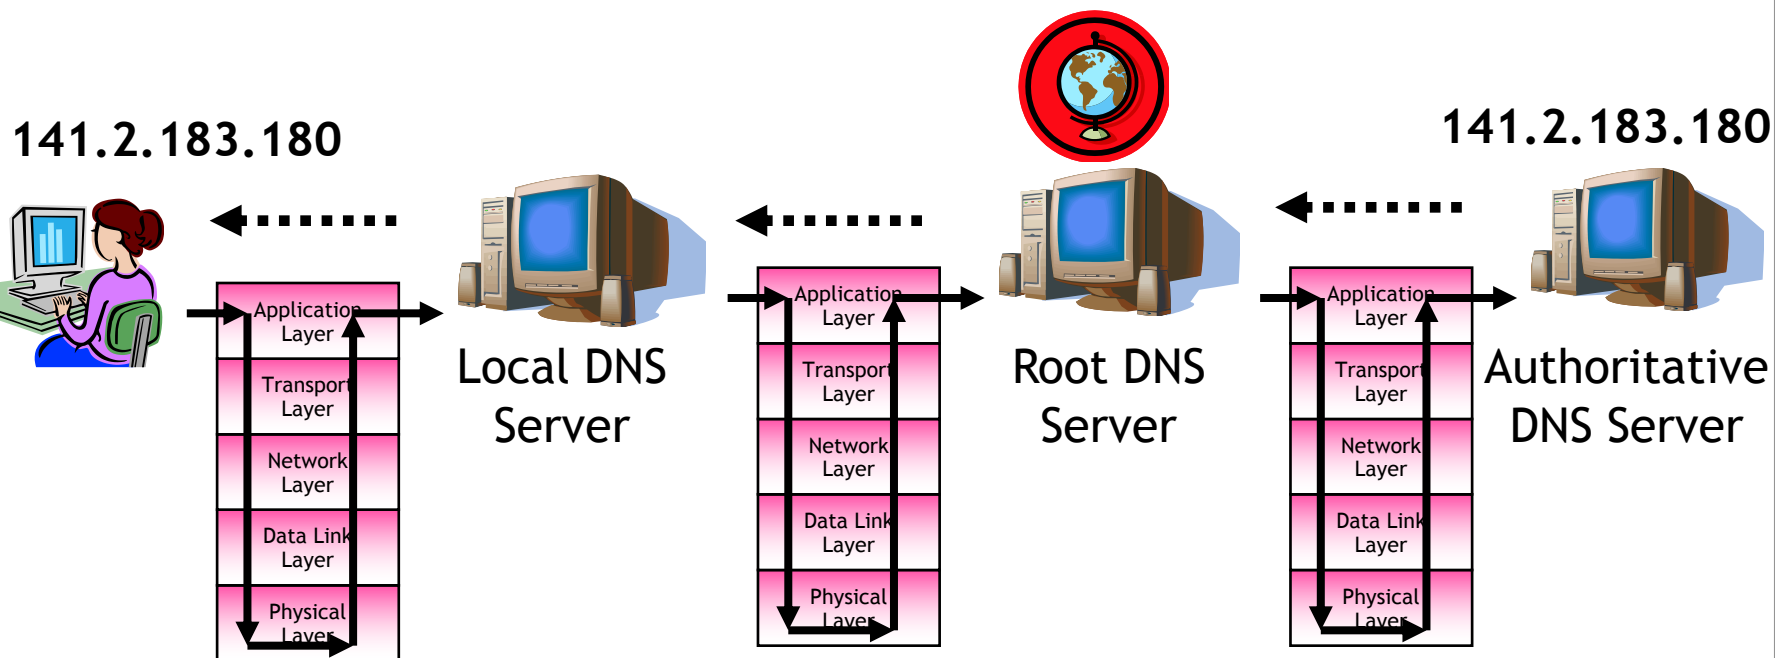 141.2.183.180
141.2.183.180
Application
Layer
Transport
Layer
Network
Layer
Data Link
Layer
Physical
Layer
Local DNS
Server
Application
Layer
Transport
Layer
Network
Layer
Data Link
Layer
Physical
Layer
Root DNS
Server
Application
Layer
Transport
Layer
Network
Layer
Data Link
Layer
Physical
Layer
Authoritative
DNS Server